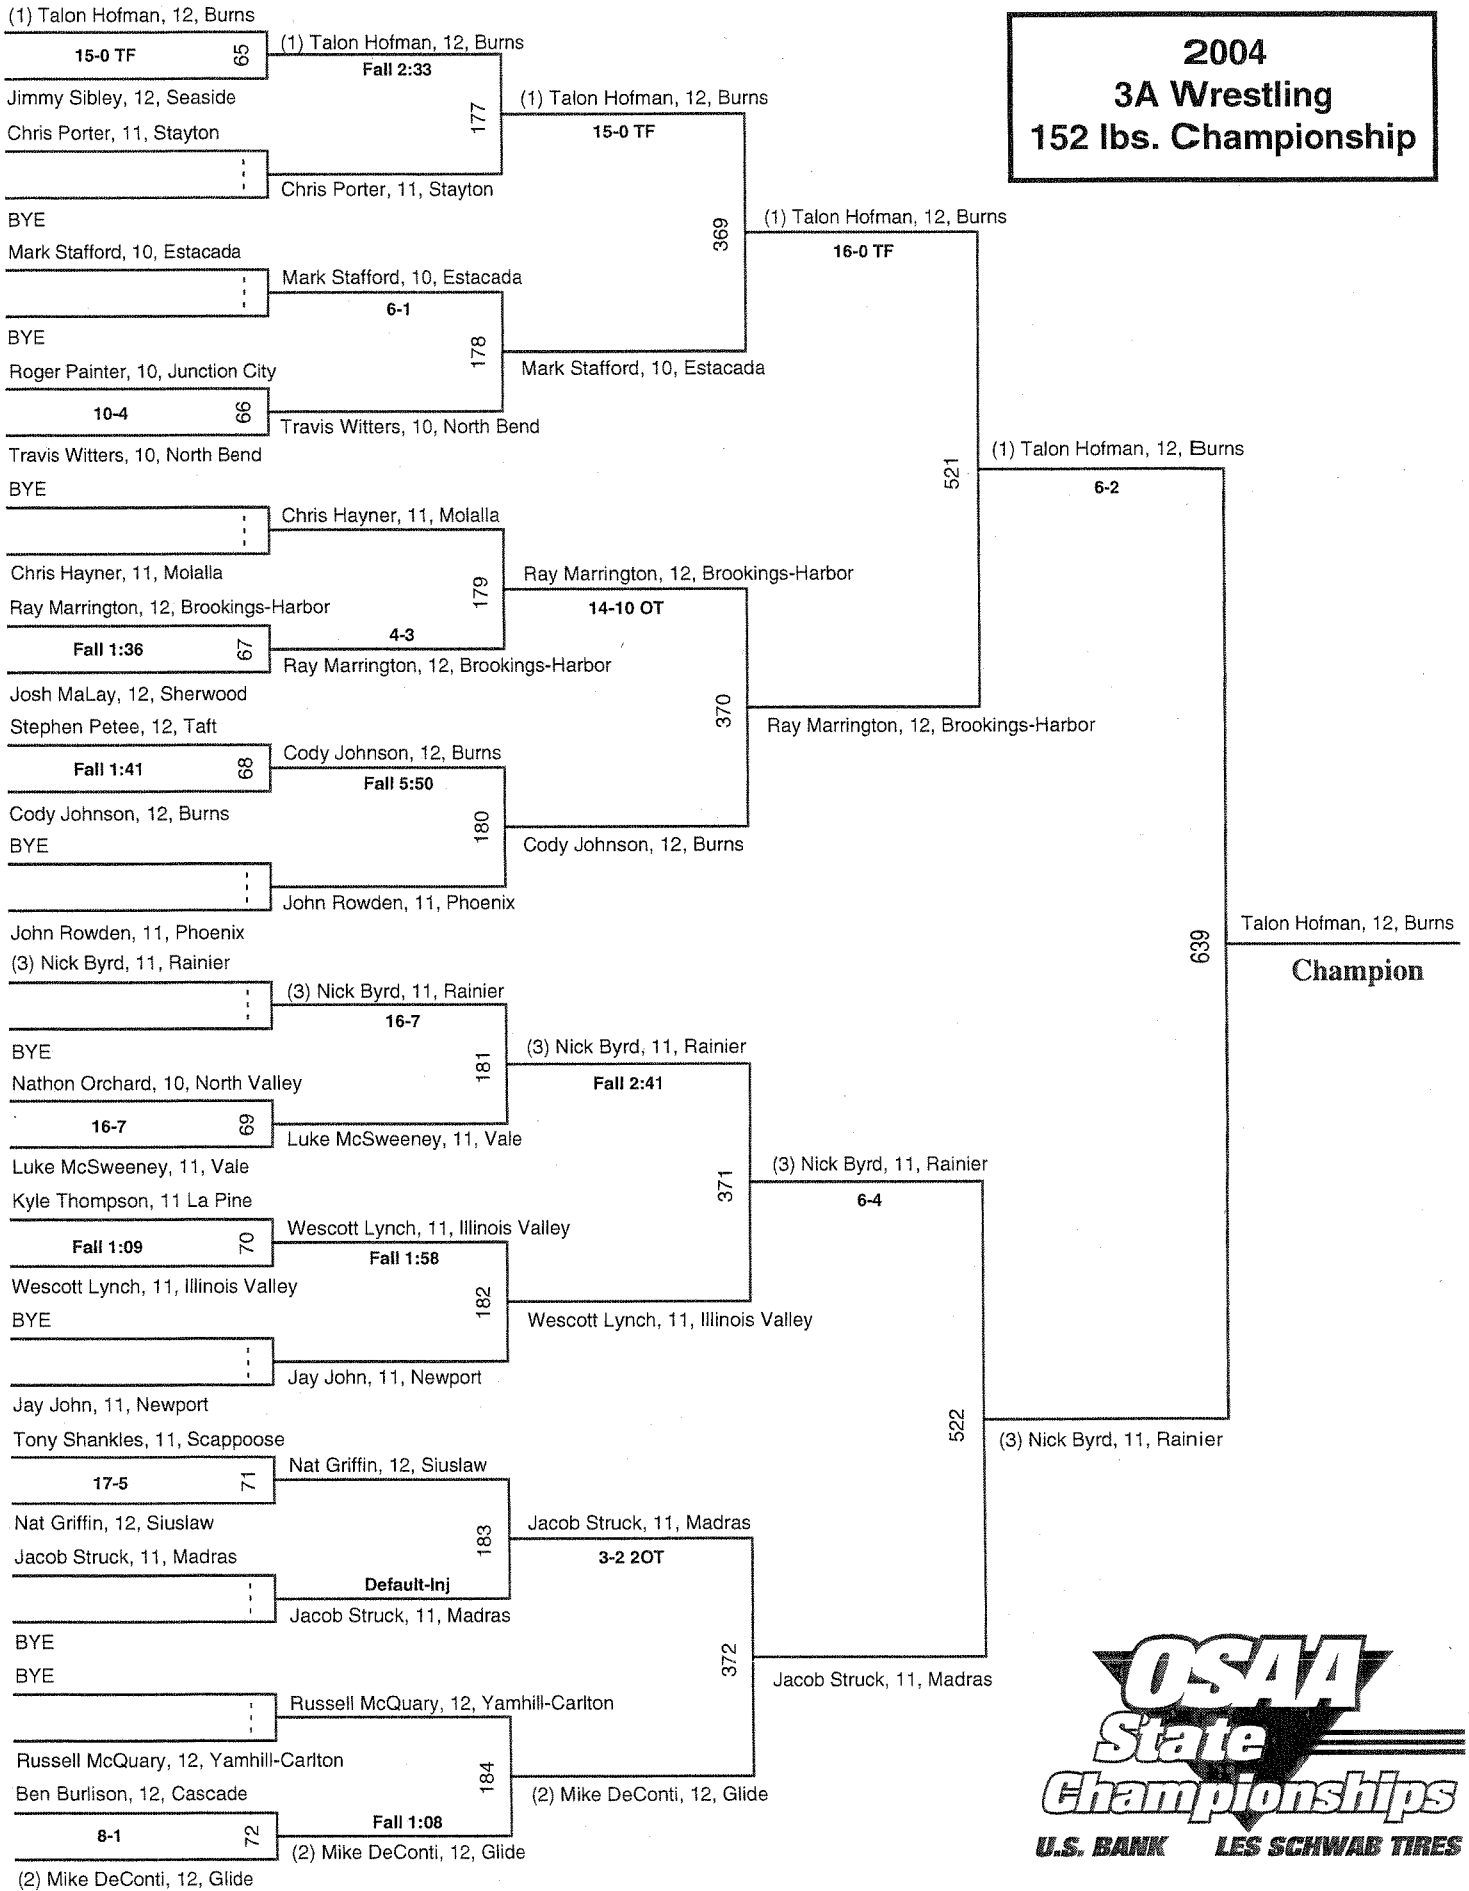 (1) Talon Hofman, 12, Burns
15-0 TF
65
Jimmy Sibley, 12, Seaside
Chris Porter, 11, Stayton
BYE
Mark Stafford, 10, Estacada
BYE
Roger Painter, 10, Junction City
10-4
66
Travis Witters, 10, North Bend
BYE
Chris Hayner, 11, Molalla
Ray Marrington, 12, Brookings-Harbor
Fall 1:36
67
Josh MaLay, 12, Sherwood
Stephen Petee, 12, Taft
Fall 1:41
68
Cody Johnson, 12, Burns
BYE
John Rowden, 11, Phoenix
(3) Nick Byrd, 11, Rainier
BYE
Nathon Orchard, 10, North Valley
16-7
69
Luke McSweeney, 11, Vale
Kyle Thompson, 11 La Pine
Fall 1:09
70
Wescott Lynch, 11, Illinois Valley
BYE
Jay John, 11, Newport
Tony Shankles, 11, Scappoose
17-5
71
Nat Griffin, 12, Siuslaw
Jacob Struck, 11, Madras
BYE
BYE
Russell McQuary, 12, Yamhill-Carlton
Ben Burlison, 12, Cascade
8-1
72
(2) Mike DeConti, 12, Glide
(1) Talon Hofman, 12, Burns
Fall 2:33
177
Chris Porter, 11, Stayton
Mark Stafford, 10, Estacada
6-1
178
Travis Witters, 10, North Bend
Chris Hayner, 11, Molalla
179
4-3
Ray Marrington, 12, Brookings-Harbor
Cody Johnson, 12, Burns
Fall 5:50
180
John Rowden, 11, Phoenix
(3) Nick Byrd, 11, Rainier
16-7
181
Luke McSweeney, 11, Vale
Wescott Lynch, 11, Illinois Valley
Fall 1:58
182
Jay John, 11, Newport
Nat Griffin, 12, Siuslaw
183
Default-Inj
Jacob Struck, 11, Madras
Russell McQuary, 12, Yamhill-Carlton
184
Fall 1:08
(2) Mike DeConti, 12, Glide
(1) Talon Hofman, 12, Burns
15-0 TF
369
Mark Stafford, 10, Estacada
Ray Marrington, 12, Brookings-Harbor
14-10 OT
370
Cody Johnson, 12, Burns
(3) Nick Byrd, 11, Rainier
Fall 2:41
371
Wescott Lynch, 11, Illinois Valley
Jacob Struck, 11, Madras
3-2 2OT
372
(2) Mike DeConti, 12, Glide
(1) Talon Hofman, 12, Burns
16-0 TF
521
Ray Marrington, 12, Brookings-Harbor
(3) Nick Byrd, 11, Rainier
6-4
522
Jacob Struck, 11, Madras
(1) Talon Hofman, 12, Burns
6-2
639
(3) Nick Byrd, 11, Rainier
Talon Hofman, 12, Burns
Champion
2004
3A Wrestling
152 lbs. Championship
OSAA
State
Championships
U.S. BANK LES SCHWAB TIRES